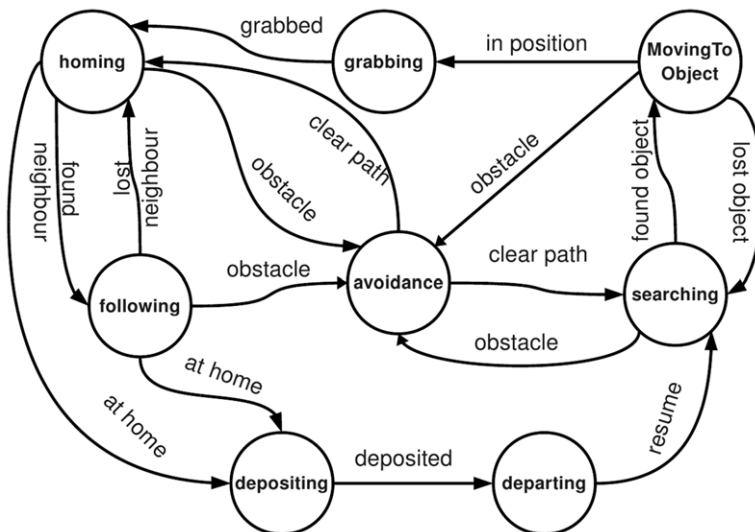 grabbed
homing
grabbing
in position
MovingTo
Object
clear path
lost
neighbour
found
neighbour
obstacle
obstacle
found object
lost object
obstacle
following
avoidance
clear path
searching
obstacle
at home
at home
resume
depositing
deposited
departing